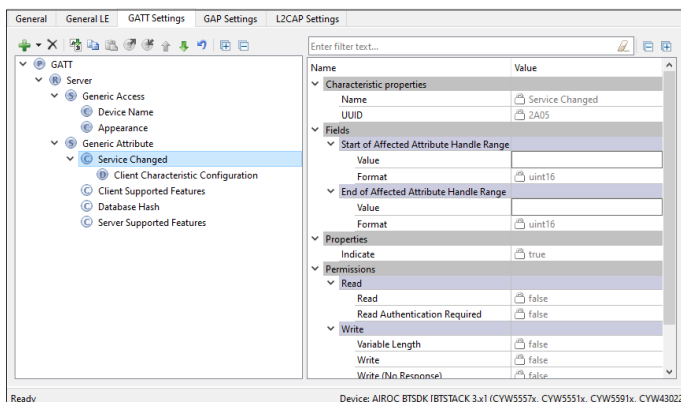 General General LE GATT Settings GAP Settings L2CAP Settings
GATT
Server
Generic Access
Device Name
Appearance
Generic Attribute
Service Changed
Client Characteristic Configuration
Client Supported Features
Database Hash
Server Supported Features
Enter filter text...
Name Value
Characteristic properties
Name Service Changed
UUID 2A05
Fields
Start of Affected Attribute Handle Range
Value
Format uint16
End of Affected Attribute Handle Range
Value
Format uint16
Properties
Indicate true
Permissions
Read
Read false
Read Authentication Required false
Write
Variable Length false
Write false
Write (No Response) false
Ready Device: AIROC BTSDK [BTSTACK 3.x] (CYW5557x, CYW5551x, CYW5591x, CYW43022